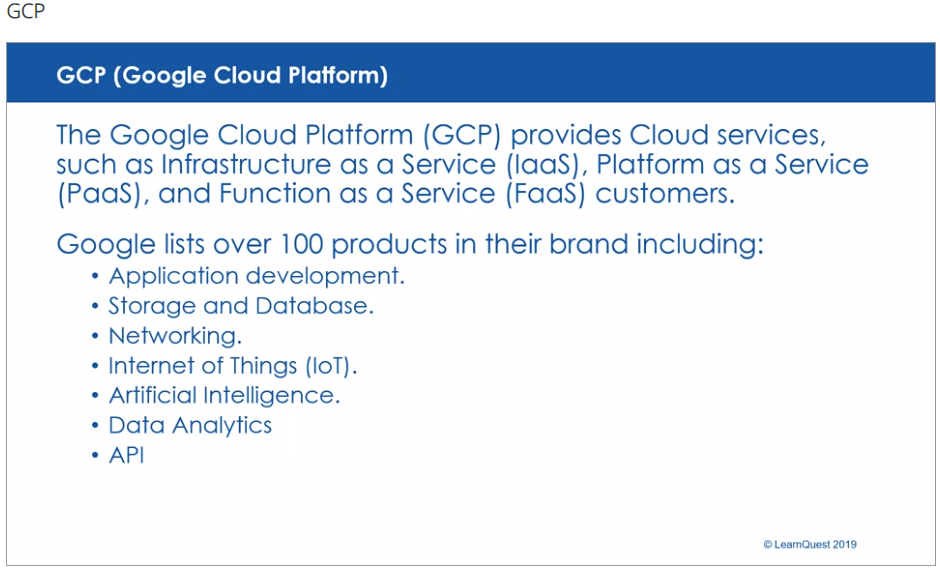 GCP
GCP (Google Cloud Platform)
The Google Cloud Platform (GCP) provides Cloud services,
such as Infrastructure as a Service (IaaS), Platform as a Service
(PaaS), and Function as a Service (FaaS) customers.
Google lists over 100 products in their brand including:
• Application development.
• Storage and Database.
• Networking.
• Internet of Things (IoT).
• Artificial Intelligence.
• Data Analytics
• API
© LearnQuest 2019